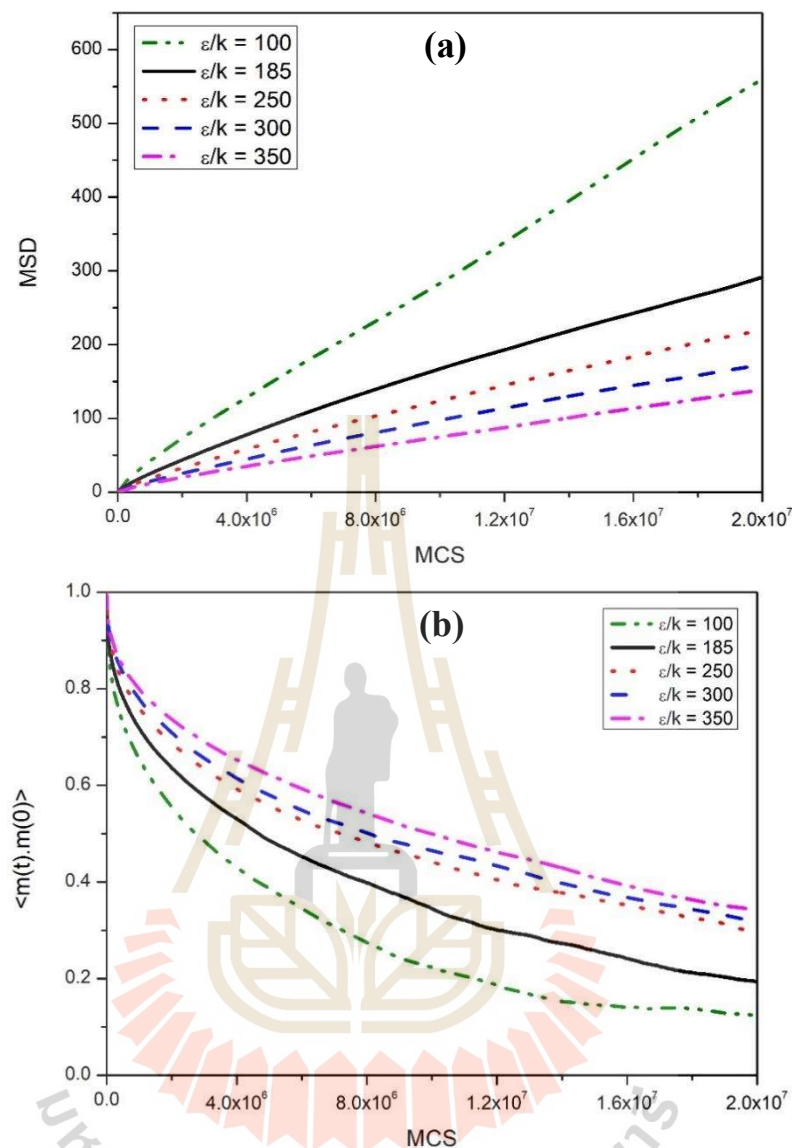 (a)
ε/k = 100
ε/k = 185
ε/k = 250
ε/k = 300
ε/k = 350
MSD
600
500
400
300
200
100
0
0.0 4.0x10⁶ 8.0x10⁶ 1.2x10⁷ 1.6x10⁷ 2.0x10⁷
MCS
(b)
ε/k = 100
ε/k = 185
ε/k = 250
ε/k = 300
ε/k = 350
<m(t).m(0)>
1.0
0.8
0.6
0.4
0.2
0.0
0.0 4.0x10⁶ 8.0x10⁶ 1.2x10⁷ 1.6x10⁷ 2.0x10⁷
MCS